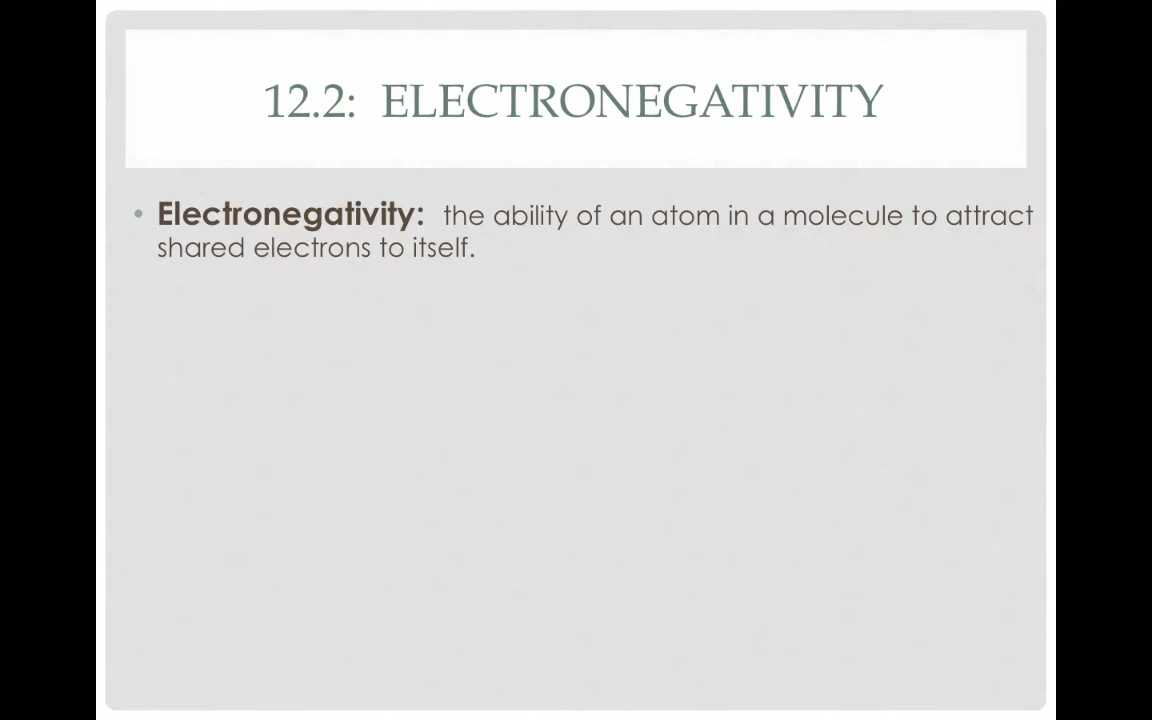 12.2: ELECTRONEGATIVITY
• Electronegativity: the ability of an atom in a molecule to attract
shared electrons to itself.